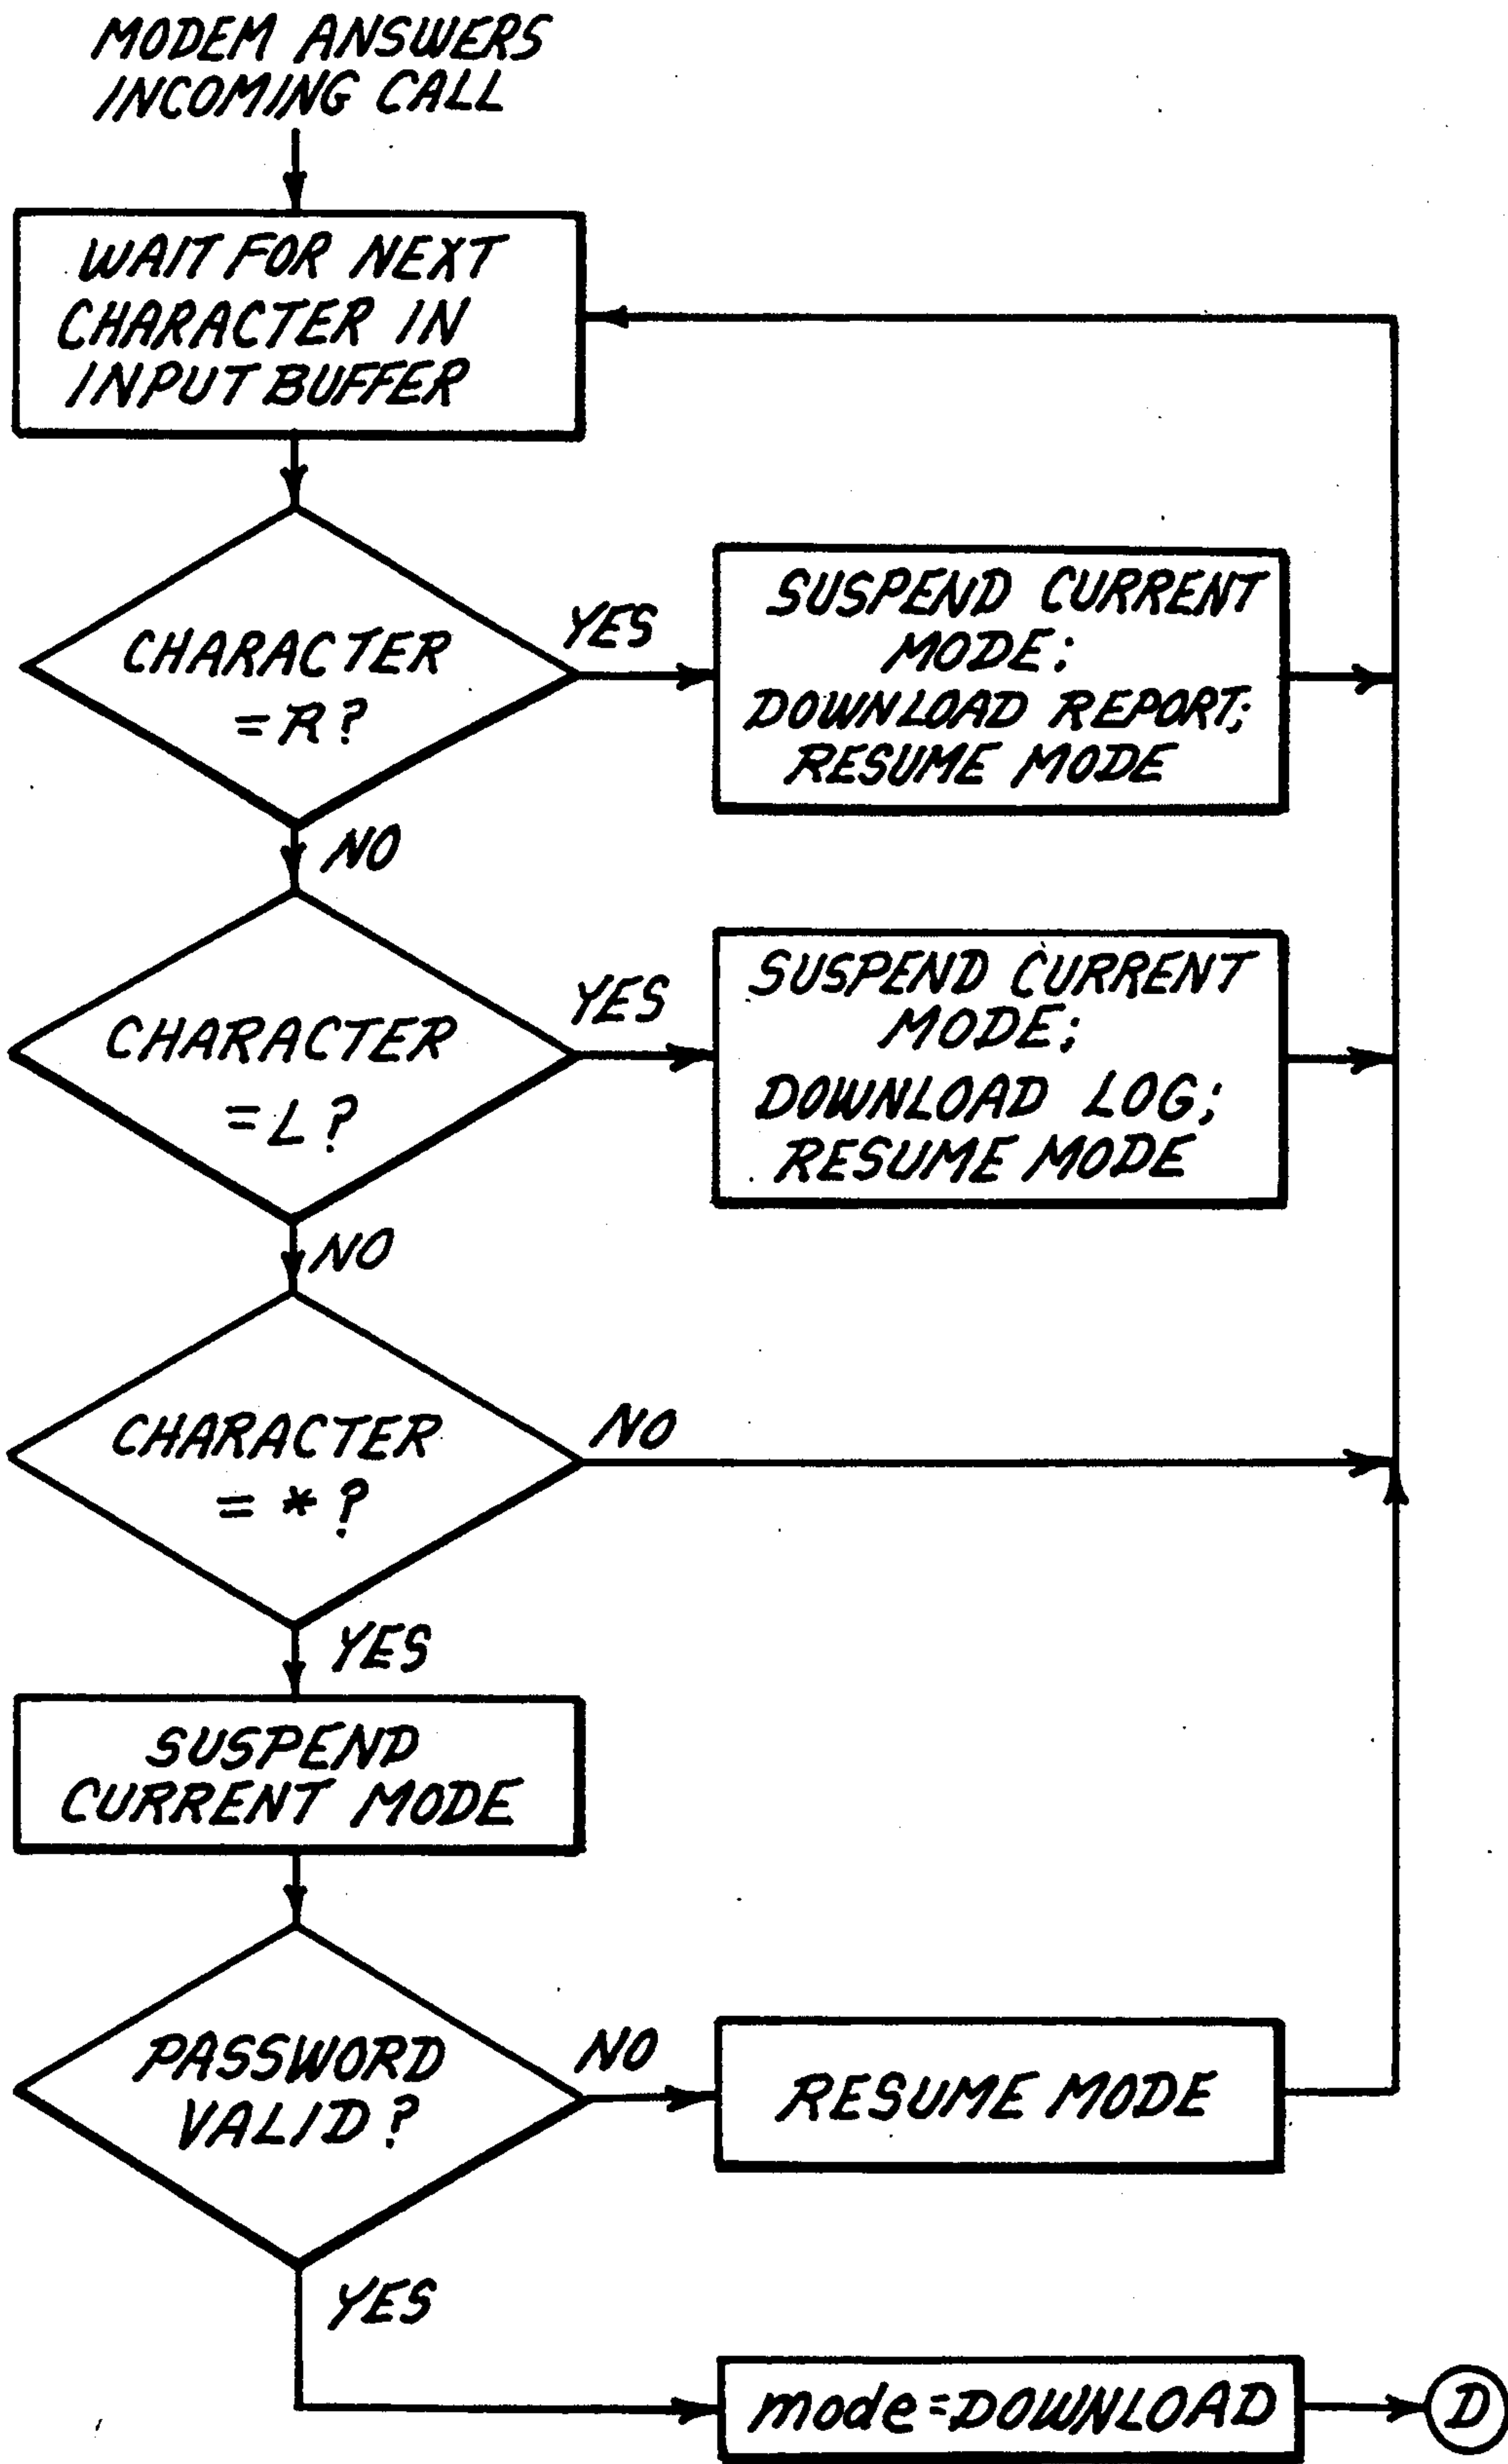 MODEM ANSWERS
INCOMING CALL
WAIT FOR NEXT
CHARACTER IN
INPUT BUFFER
CHARACTER
=R?
YES
SUSPEND CURRENT
MODE:
DOWNLOAD REPORT;
RESUME MODE
NO
CHARACTER
=L?
YES
SUSPEND CURRENT
MODE;
DOWNLOAD LOG;
RESUME MODE
NO
CHARACTER
= *?
NO
YES
SUSPEND
CURRENT MODE
PASSWORD
VALID?
NO
RESUME MODE
YES
mode=DOWNLOAD
D